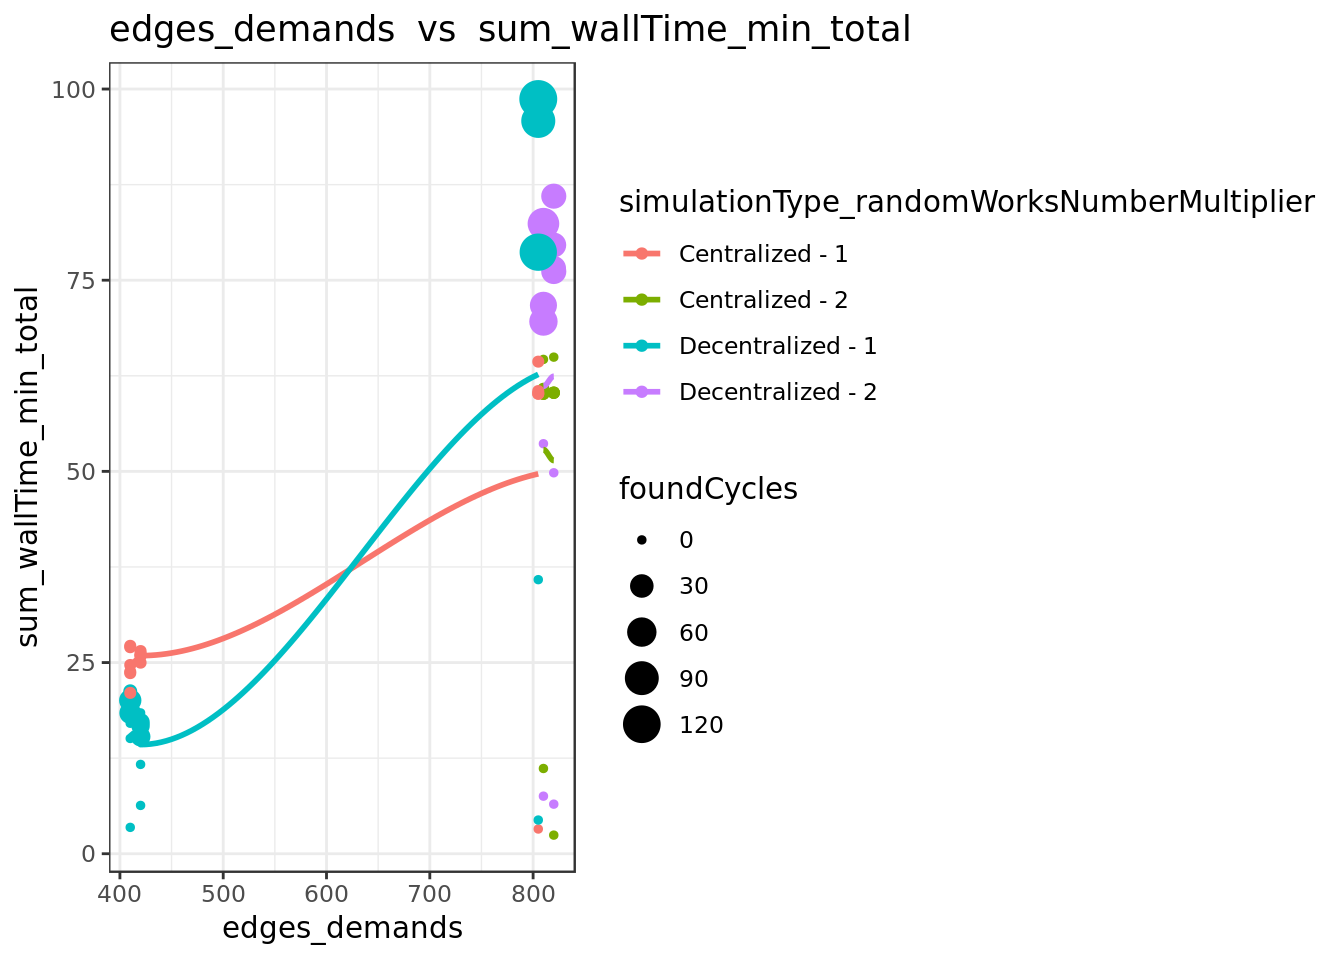 edges_demands  vs  sum_wallTime_min_total
sum_wallTime_min_total
100
75
50
25
0
400
500
600
700
800
edges_demands
simulationType_randomWorksNumberMultiplier
Centralized - 1
Centralized - 2
Decentralized - 1
Decentralized - 2
foundCycles
0
30
60
90
120